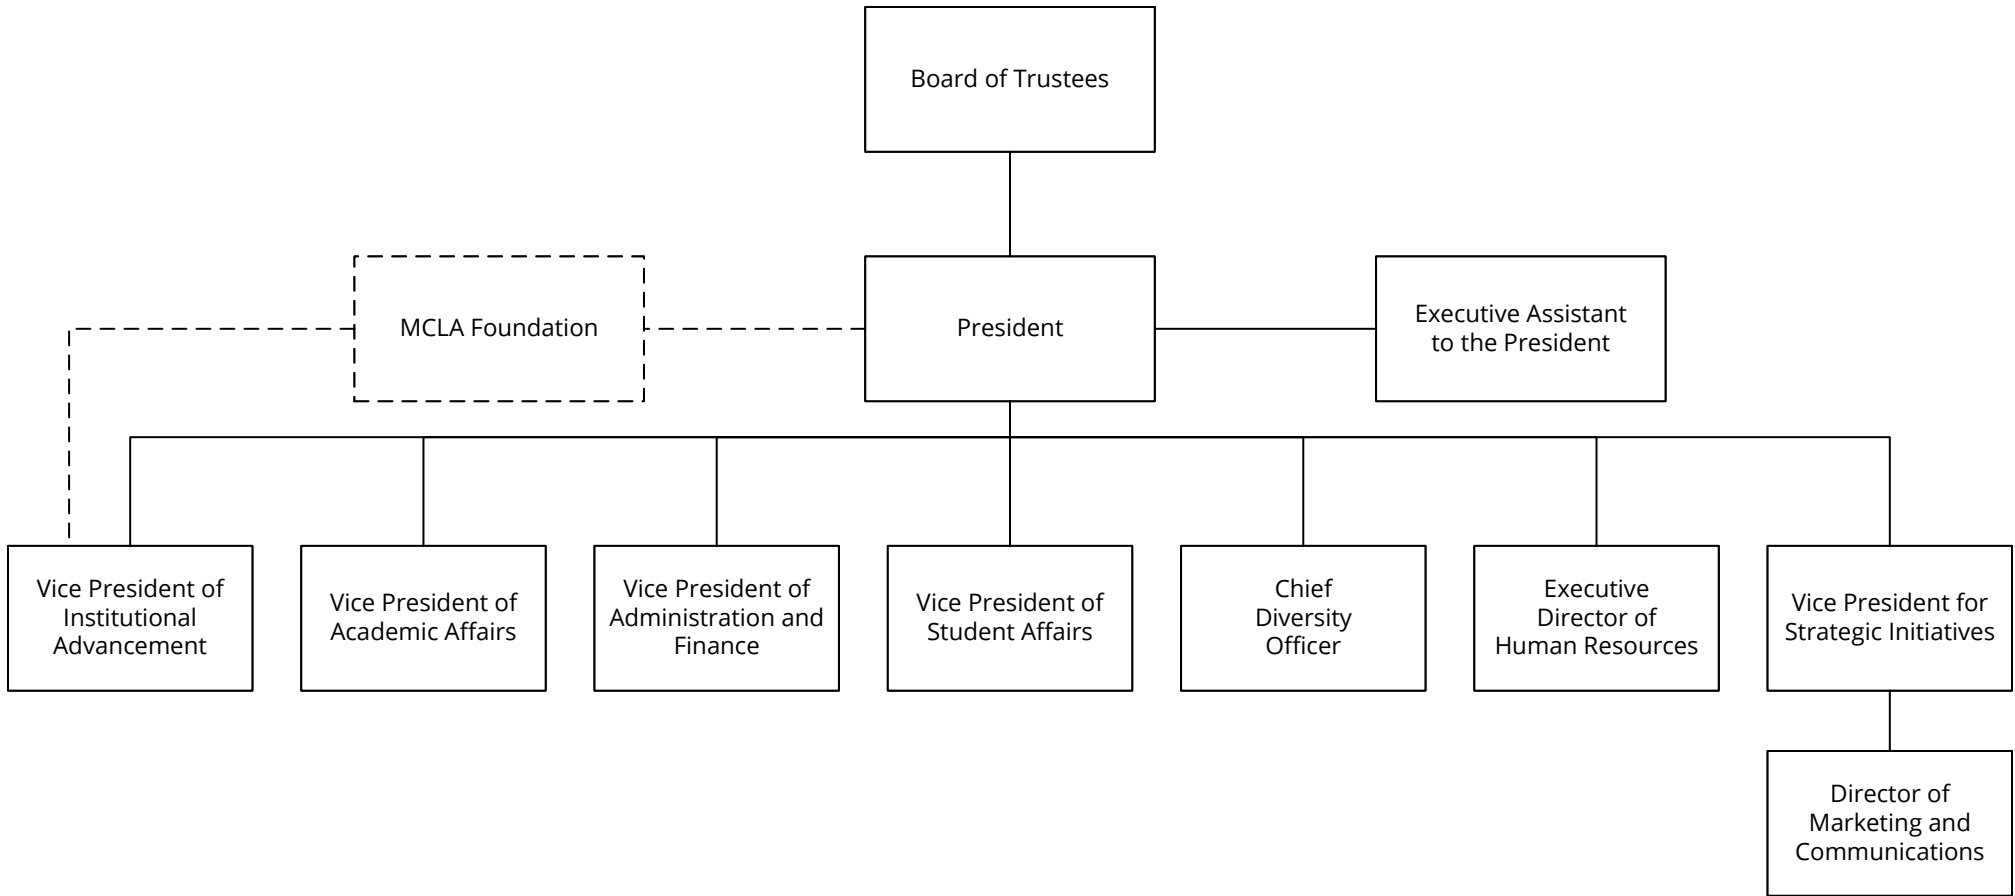 Board of Trustees
MCLA Foundation
President
Executive Assistant
to the President
Vice President of
Institutional
Advancement
Vice President of
Academic Affairs
Vice President of
Administration and
Finance
Vice President of
Student Affairs
Chief
Diversity
Officer
Executive
Director of
Human Resources
Vice President for
Strategic Initiatives
Director of
Marketing and
Communications